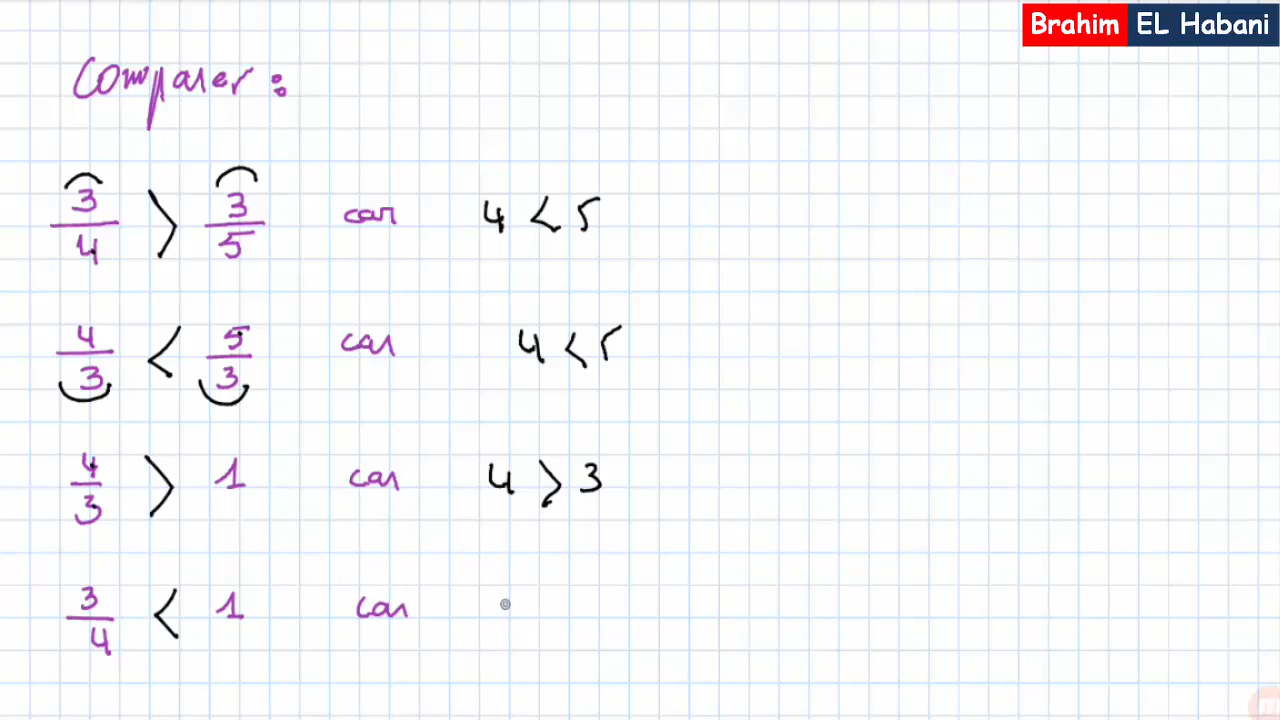 Brahim EL Habani
Comparer :
3/4 > 3/5 car 4 < 5
4/3 < 5/3 car 4 < 5
4/3 > 1 car 4 > 3
3/4 < 1 car